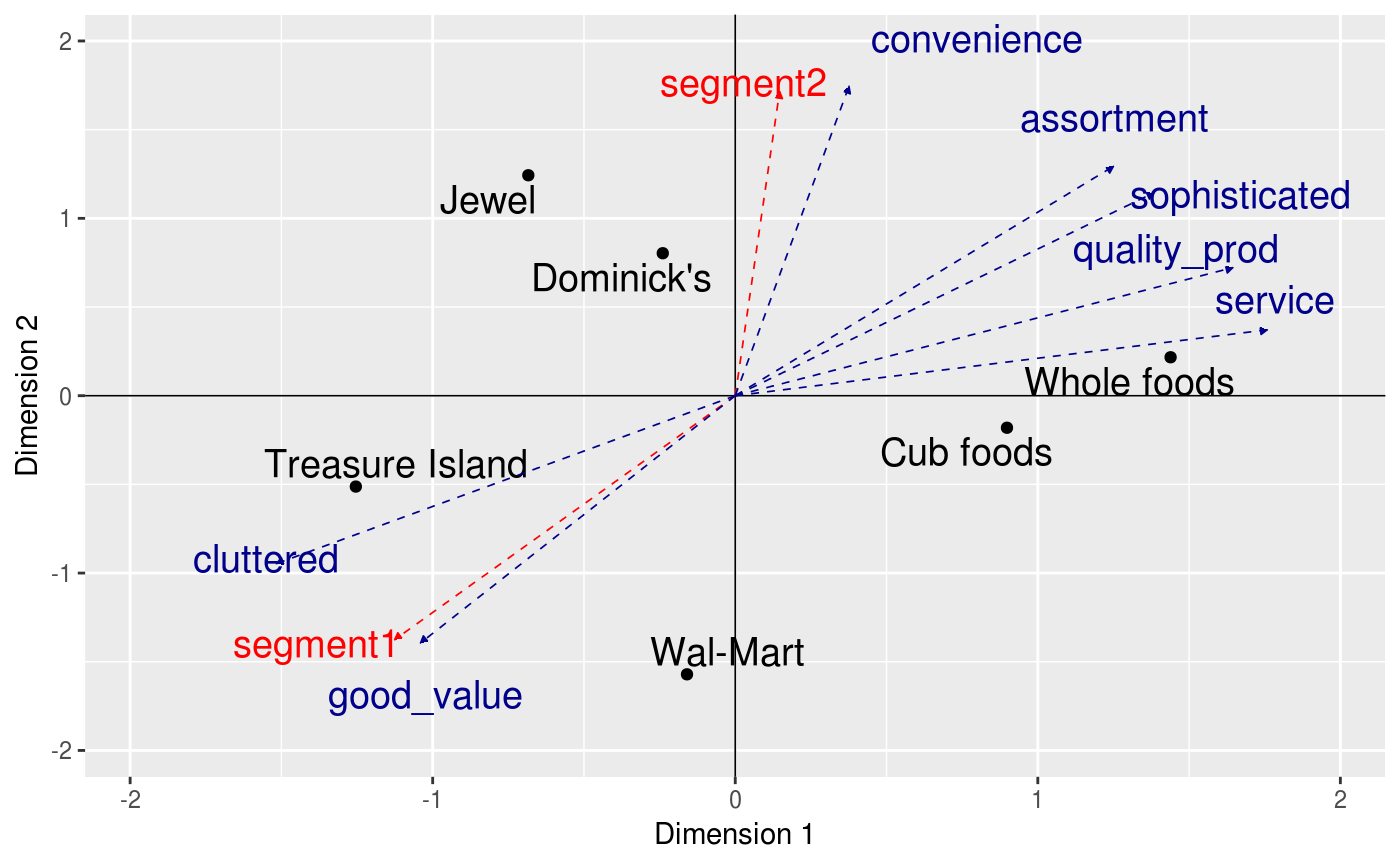 convenience
segment2
assortment
Jewel
sophisticated
Dominick's
quality_prod
service
Whole foods
Cub foods
Treasure Island
cluttered
segment1
Wal-Mart
good_value
2
1
0
-1
-2
-2
-1
0
1
2
Dimension 1
Dimension 2